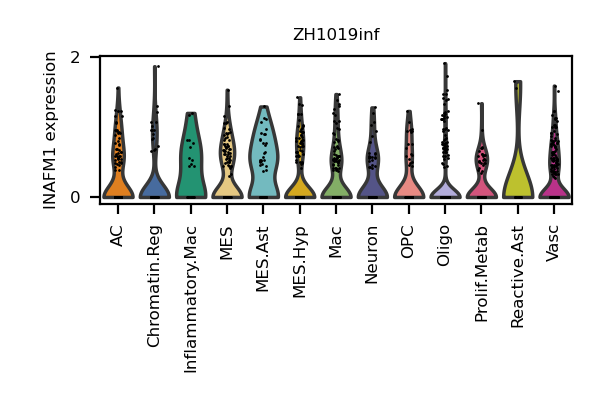 ZH1019inf
INAFM1 expression
2
0
AC
Chromatin.Reg
Inflammatory.Mac
MES
MES.Ast
MES.Hyp
Mac
Neuron
OPC
Oligo
Prolif.Metab
Reactive.Ast
Vasc